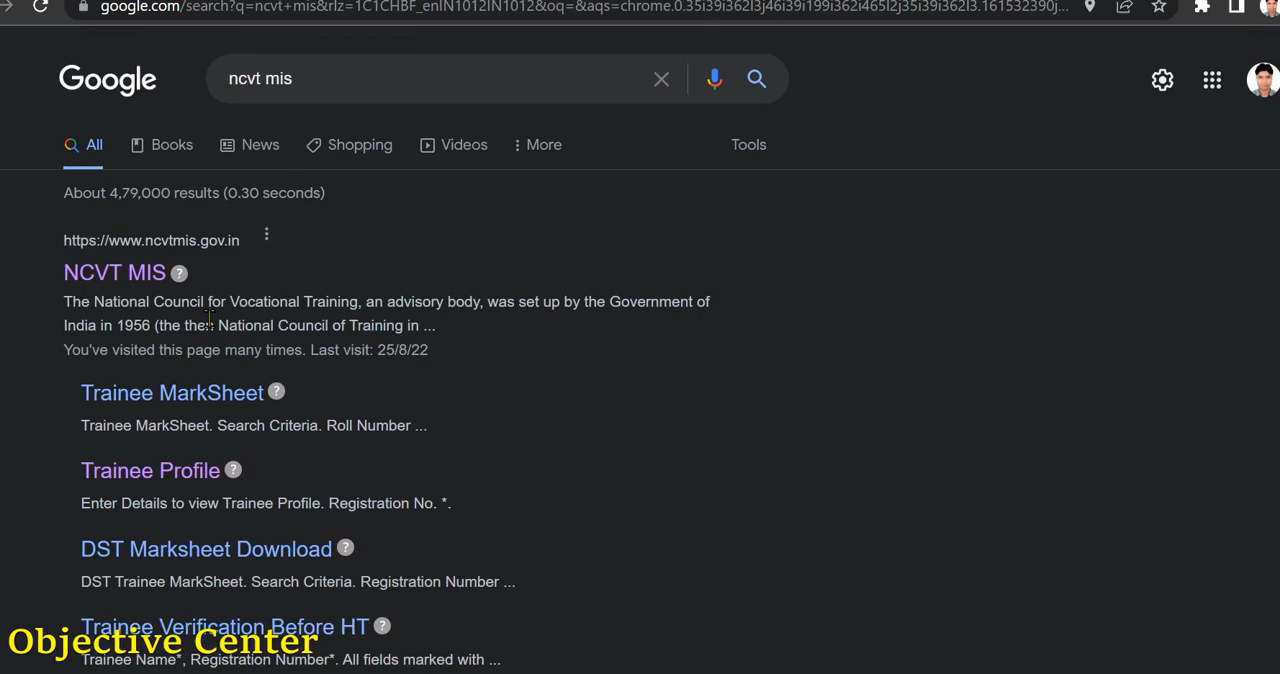 google.com/search?q=ncvt+mis&rlz=1C1CHBF_enIN1012IN1012&oq=&aqs=chrome.0.35i39i362l3j46i39i199i362i465l2j35i39i362l3.161532390j...
Google
ncvt mis
All Books News Shopping Videos More Tools
About 4,79,000 results (0.30 seconds)
https://www.ncvtmis.gov.in
NCVT MIS
The National Council for Vocational Training, an advisory body, was set up by the Government of
India in 1956 (the then National Council of Training in ...
You've visited this page many times. Last visit: 25/8/22
Trainee MarkSheet
Trainee MarkSheet. Search Criteria. Roll Number ...
Trainee Profile
Enter Details to view Trainee Profile. Registration No. *.
DST Marksheet Download
DST Trainee MarkSheet. Search Criteria. Registration Number ...
Trainee Verification Before HT
Objective Center
Trainee Name*, Registration Number*. All fields marked with ...